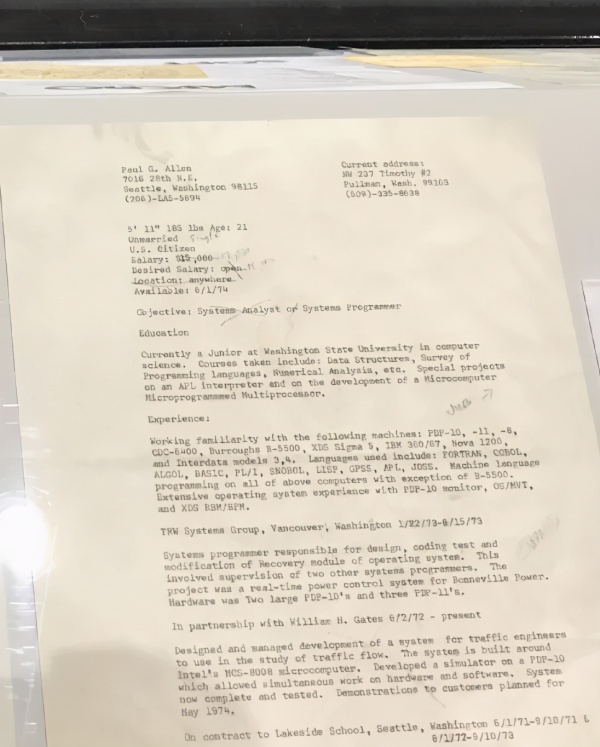 Paul G. Allen
7016 28th N.E.
Seattle, Washington 98115
(206)-LA5-5894
Current address:
NW 237 Timothy #2
Pullman, Wash. 99163
(509)-335-8638
5' 11" 185 lbs Age: 21
Unmarried Single
U.S. Citizen
Salary: $15,000
Desired Salary: open
Location: anywhere
Available: 6/1/74
Objective: Systems Analyst or Systems Programmer
Education
Currently a Junior at Washington State University in computer
science. Courses taken include: Data Structures, Survey of
Programming languages, Numerical Analysis, etc. Special projects
on an APL interpreter and on the development of a Microcomputer
Microprogrammed Multiprocessor.
Experience:
Working familiarity with the following machines: PDP-10, -11, -8,
CDC-6400, Burroughs B-5500, XDS Sigma 5, IBM 360/67, Nova 1200,
and Interdata models 3,4. Languages used include: FORTRAN, COBOL,
ALGOL, BASIC, PL/I, SNOBOL, LISP, GPSS, APL, JOSS. Machine language
programming on all of above computers with exception of B-5500.
Extensive operating system experience with PDP-10 monitor, OS/MVT,
and XDS RBM/BPM.
TRW Systems Group, Vancouver, Washington 1/22/73-8/15/73
Systems programmer responsible for design, coding test and
modification of Recovery module of operating system. This
involved supervision of two other systems programmers. The
project was a real-time power control system for Bonneville Power.
Hardware was Two large PDP-10's and three PDP-11's.
In partnership with William H. Gates 6/2/72 - present
Designed and managed development of a system for traffic engineers
to use in the study of traffic flow. The system is built around
Intel's MCS-8008 microcomputer. Developed a simulator on a PDP-10
which allowed simultaneous work on hardware and software. System
now complete and tested. Demonstrations to customers planned for
May 1974.
On contract to Lakeside School, Seattle, Washington 6/1/71-9/10/71 &
6/1/72-9/10/73